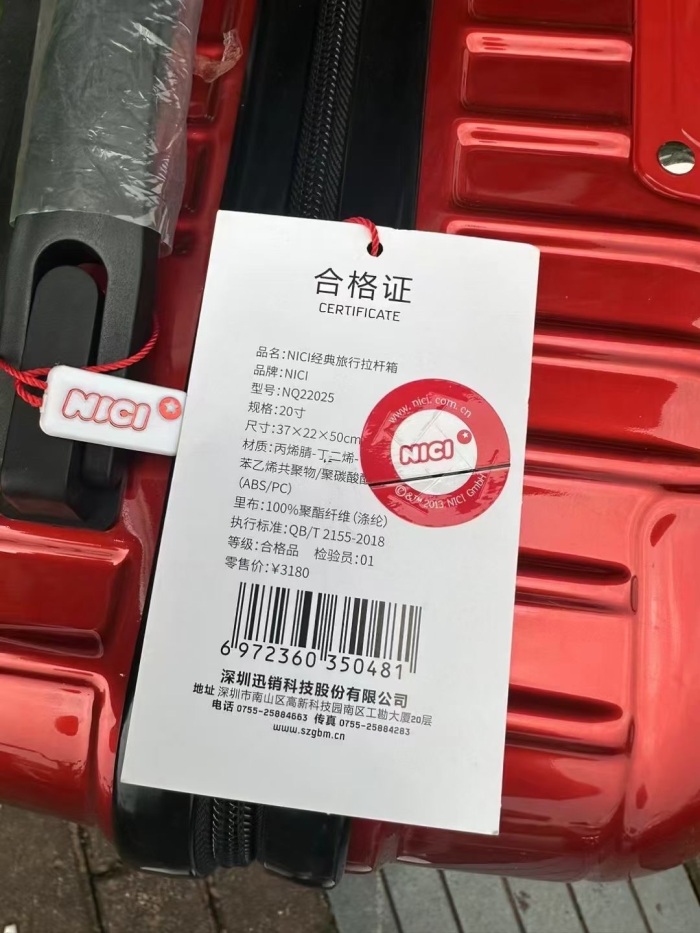 合格证
CERTIFICATE
品名:NICI经典旅行拉杆箱
品牌:NICI
型号:NQ22025
规格:20寸
尺寸:37×22×50cm
材质:丙烯腈-丁二烯-
苯乙烯共聚物/聚碳酸酯
(ABS/PC)
里布:100%聚酯纤维(涤纶)
执行标准:QB/T 2155-2018
等级:合格品 检验员:01
零售价:¥3180
www.nici.com.cn
NICI
©&™ 2013 NICI GmbH
NICI
6 972360 350481
深圳迅销科技股份有限公司
地址 深圳市南山区高新科技园南区工勘大厦20层
电话 0755-25884663 传真 0755-25884283
www.szgbm.cn